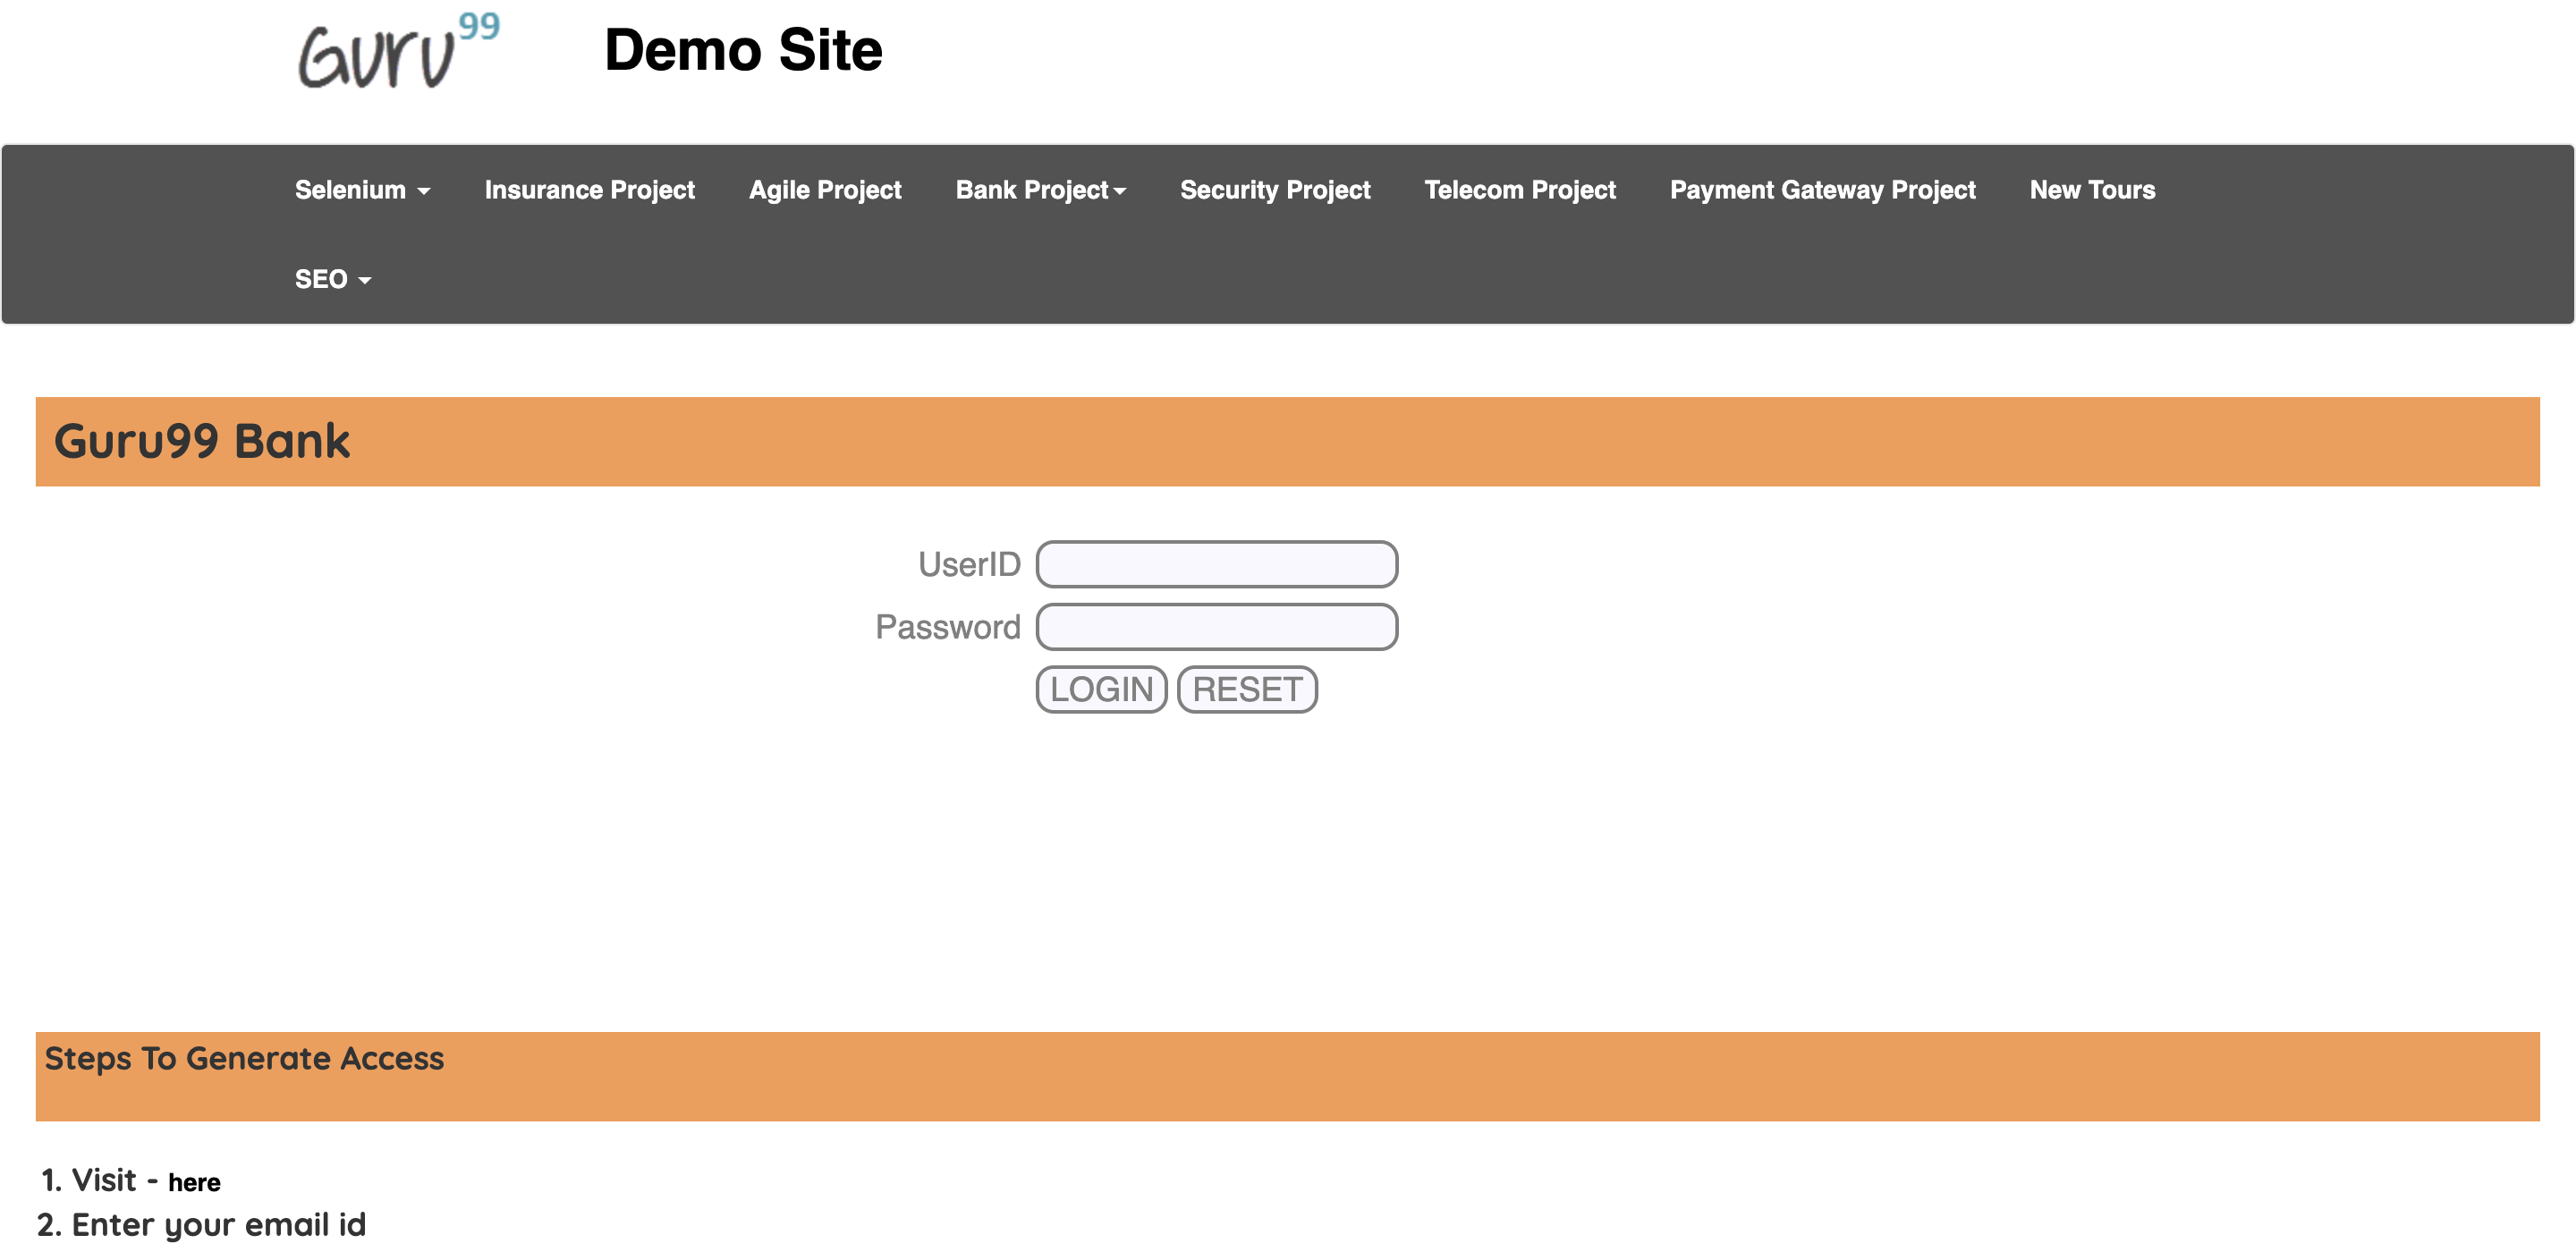 Guru99 Demo Site
Selenium Insurance Project Agile Project Bank Project Security Project Telecom Project Payment Gateway Project New Tours
SEO
Guru99 Bank
UserID
Password
LOGIN RESET
Steps To Generate Access
1. Visit - here
2. Enter your email id